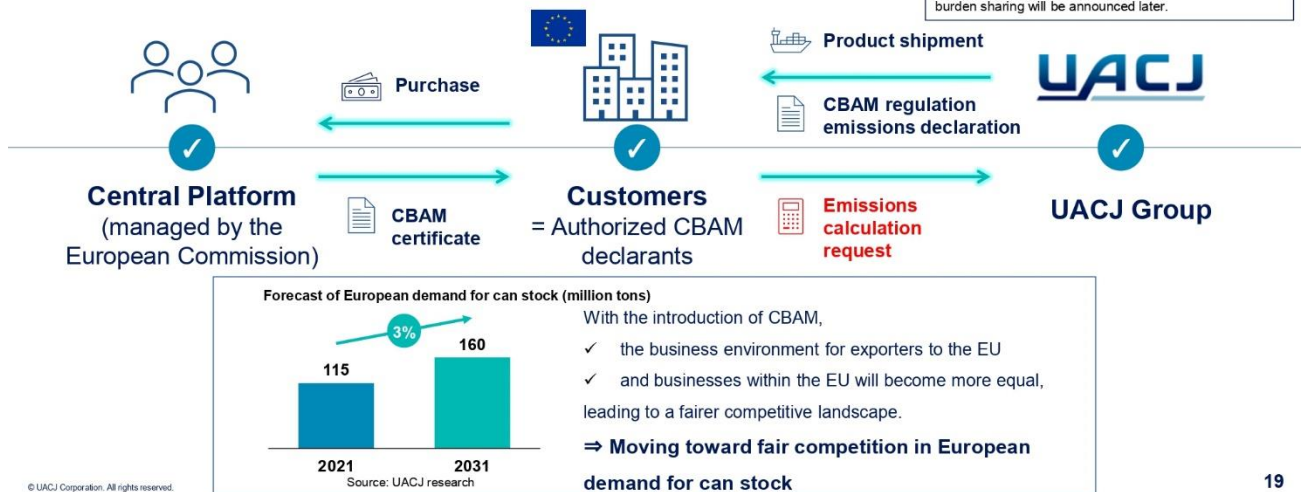 burden sharing will be announced later.
Product shipment
UACJ
Purchase
CBAM regulation
emissions declaration
Central Platform
(managed by the
European Commission)
CBAM
certificate
Customers
= Authorized CBAM
declarants
Emissions
calculation
request
UACJ Group
Forecast of European demand for can stock (million tons)
3%
115
160
2021
2031
Source: UACJ research
With the introduction of CBAM,
✓ the business environment for exporters to the EU
✓ and businesses within the EU will become more equal,
leading to a fairer competitive landscape.
⇒ Moving toward fair competition in European
demand for can stock
© UACJ Corporation. All rights reserved.
19